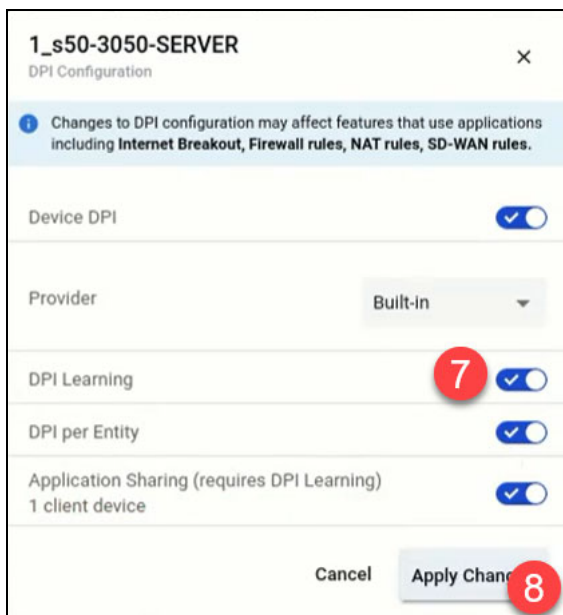 1_s50-3050-SERVER
DPI Configuration
Changes to DPI configuration may affect features that use applications
including Internet Breakout, Firewall rules, NAT rules, SD-WAN rules.
Device DPI
Provider
Built-in
DPI Learning
7
DPI per Entity
Application Sharing (requires DPI Learning)
1 client device
Cancel
Apply
8